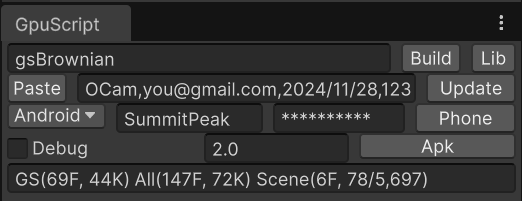 GpuScript
gsBrownian Build Lib
Paste OCam,you@gmail.com,2024/11/28,123 Update
Android SummitPeak ********** Phone
Debug 2.0 Apk
GS(69F, 44K) All(147F, 72K) Scene(6F, 78/5,697)